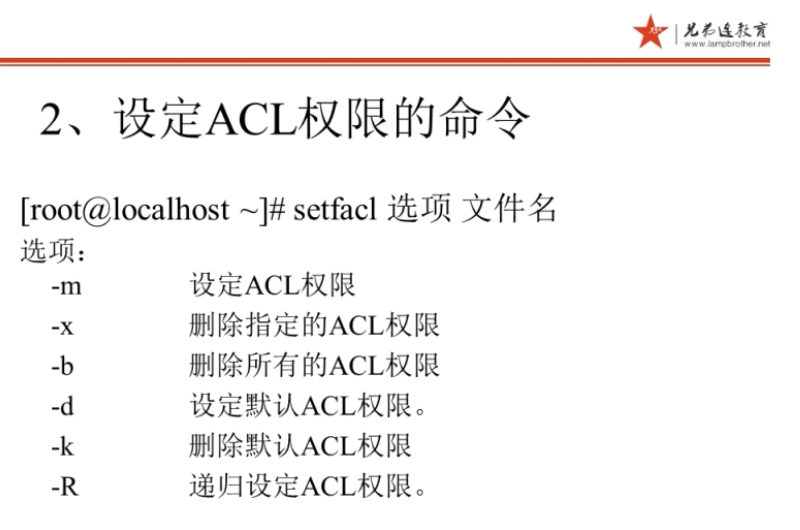 兄弟连教育
www.lampbrother.net
2、设定ACL权限的命令
[root@localhost ~]# setfacl 选项 文件名
选项：
-m 设定ACL权限
-x 删除指定的ACL权限
-b 删除所有的ACL权限
-d 设定默认ACL权限。
-k 删除默认ACL权限
-R 递归设定ACL权限。